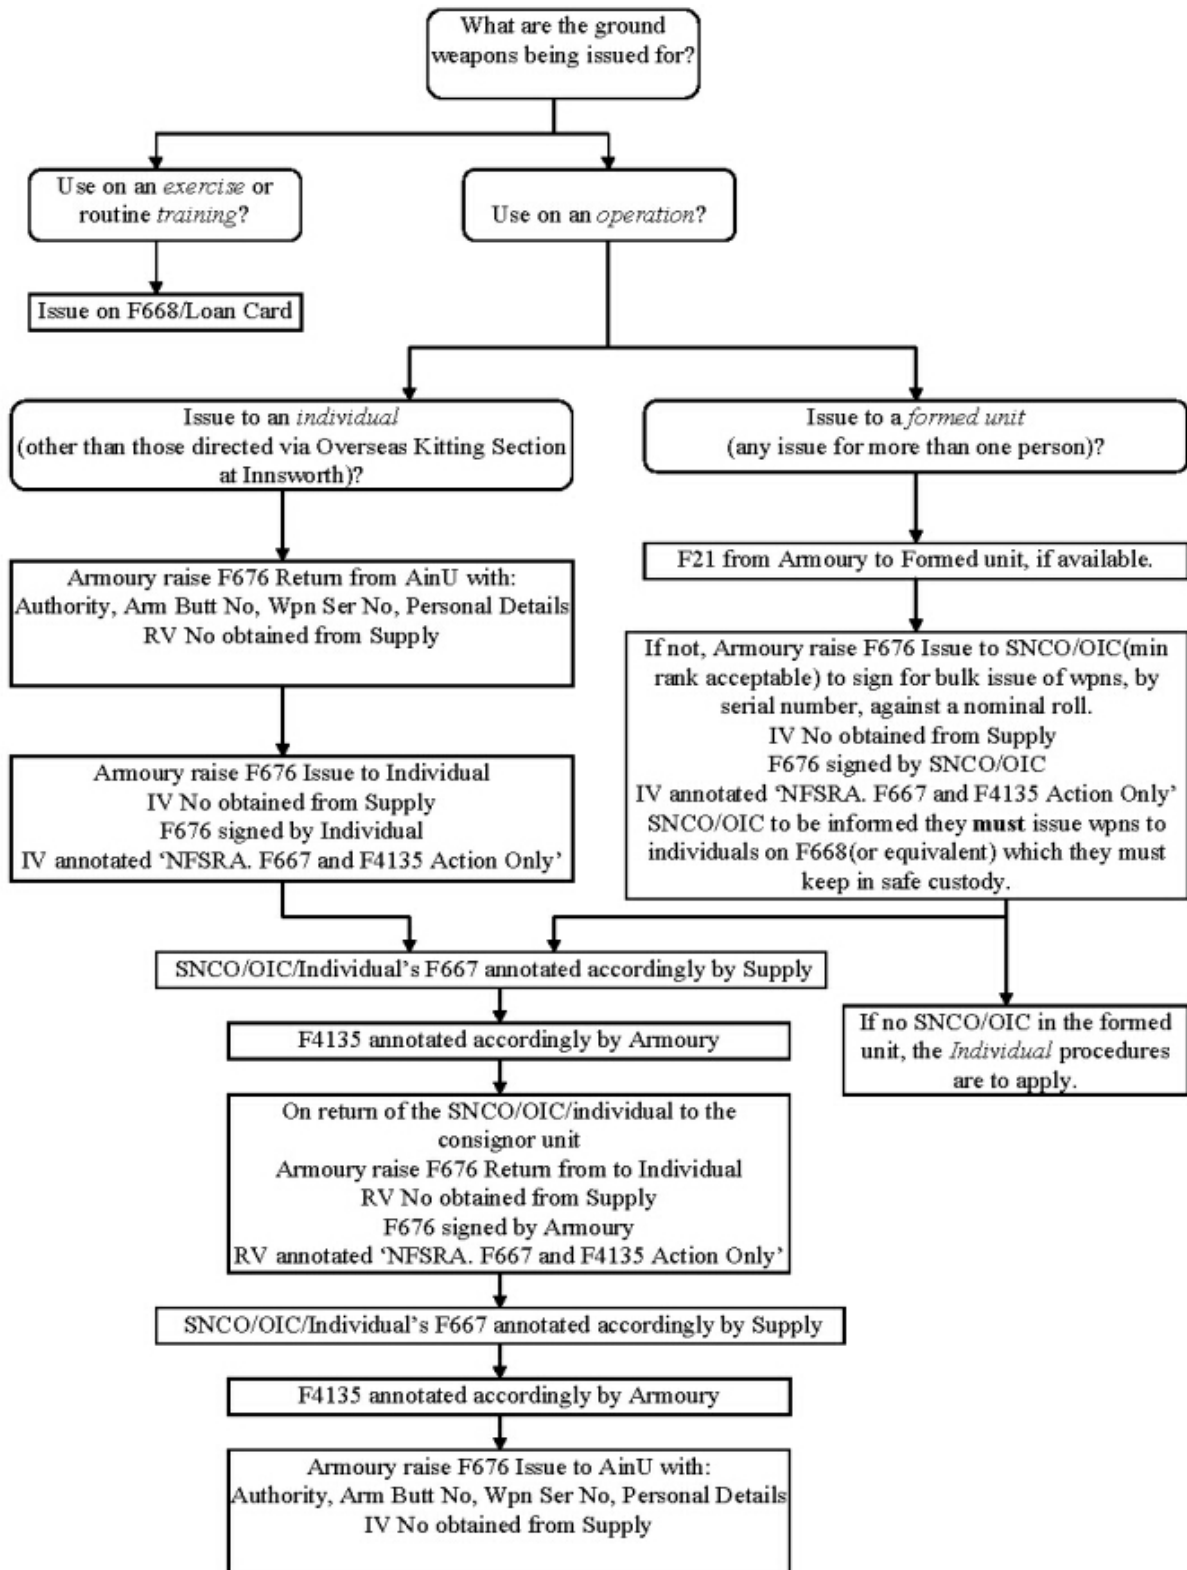 What are the ground
weapons being issued for?
Use on an exercise or
routine training?
Use on an operation?
Issue on F668/Loan Card
Issue to an individual
(other than those directed via Overseas Kitting Section
at Innsworth)?
Issue to a formed unit
(any issue for more than one person)?
Armoury raise F676 Return from AinU with:
Authority, Arm Butt No, Wpn Ser No, Personal Details
RV No obtained from Supply
F21 from Armoury to Formed unit, if available.
If not, Armoury raise F676 Issue to SNCO/OIC(min
rank acceptable) to sign for bulk issue of wpns, by
serial number, against a nominal roll.
IV No obtained from Supply
F676 signed by SNCO/OIC
IV annotated ‘NFSRA. F667 and F4135 Action Only’
SNCO/OIC to be informed they must issue wpns to
individuals on F668(or equivalent) which they must
keep in safe custody.
Armoury raise F676 Issue to Individual
IV No obtained from Supply
F676 signed by Individual
IV annotated ‘NFSRA. F667 and F4135 Action Only’
SNCO/OIC/Individual’s F667 annotated accordingly by Supply
If no SNCO/OIC in the formed
unit, the Individual procedures
are to apply.
F4135 annotated accordingly by Armoury
On return of the SNCO/OIC/individual to the
consignor unit
Armoury raise F676 Return from to Individual
RV No obtained from Supply
F676 signed by Armoury
RV annotated ‘NFSRA. F667 and F4135 Action Only’
SNCO/OIC/Individual’s F667 annotated accordingly by Supply
F4135 annotated accordingly by Armoury
Armoury raise F676 Issue to AinU with:
Authority, Arm Butt No, Wpn Ser No, Personal Details
IV No obtained from Supply